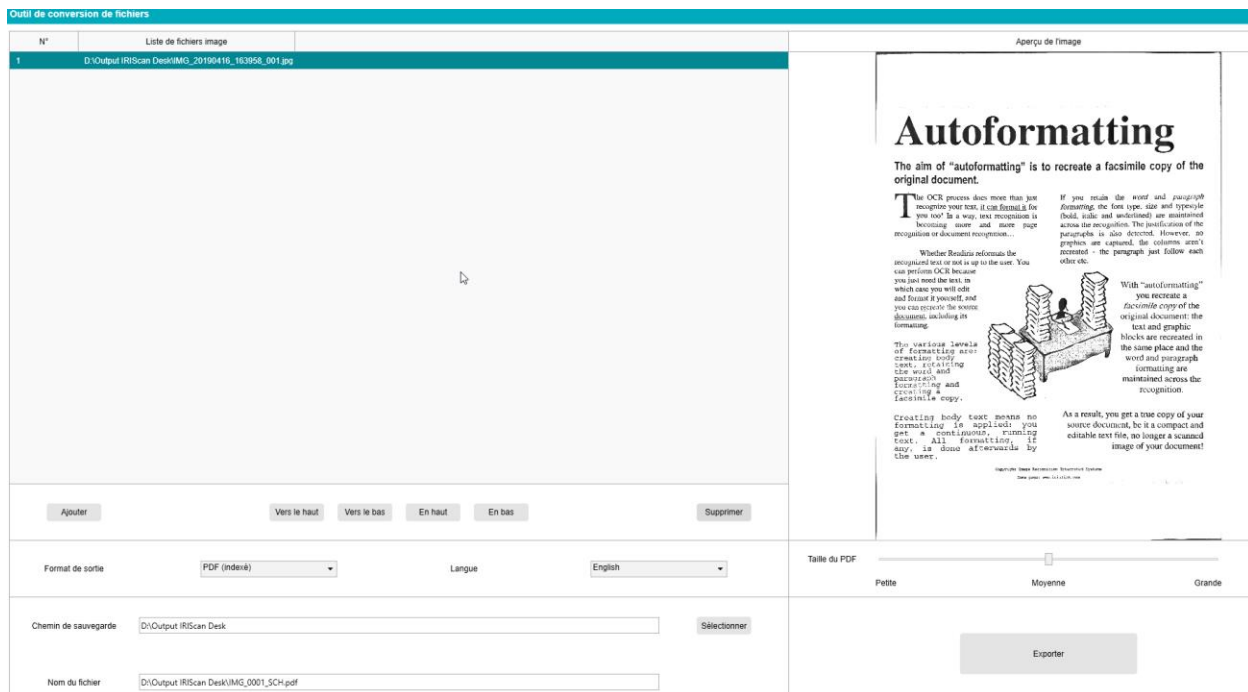 Outil de conversion de fichiers
N° Liste de fichiers image
1 D:\Output IRIScan Desk\IMG_20190416_163958_001.jpg
Ajouter Vers le haut Vers le bas En haut En bas Supprimer
Format de sortie PDF (indexé) Langue English
Chemin de sauvegarde D:\Output IRIScan Desk Sélectionner
Nom du fichier D:\Output IRIScan Desk\IMG_0001_SCH.pdf
Aperçu de l'image
Autoformatting
The aim of "autoformatting" is to recreate a facsimile copy of the
original document.
The OCR process does more than just
recognize your text, it can format it for
you too! In a way, text recognition is
becoming more and more page
recognition or document recognition...
Whether Readiris reformats the
recognized text or not is up to the user. You
can perform OCR because
you just need the text, in
which case you will edit
and format it yourself, and
you can recreate the source
document, including its
formatting.
The various levels
of formatting are:
creating body
text, retaining
the word and
paragraph
formatting and
creating a
facsimile copy.
Creating body text means no
formatting is applied: you
get a continuous, running
text. All formatting, if
any, is done afterwards by
the user.
If you retain the word and paragraph
formatting, the font type, size and typestyle
(bold, italic and underlined) are maintained
across the recognition. The justification of the
paragraphs is also detected. However, no
graphics are captured, the columns aren't
recreated - the paragraph just follow each
other etc.
With "autoformatting"
you recreate a
facsimile copy of the
original document: the
text and graphic
blocks are recreated in
the same place and the
word and paragraph
formatting are
maintained across the
recognition.
As a result, you get a true copy of your
source document, be it a compact and
editable text file, no longer a scanned
image of your document!
Copyright Image Recognition Systems
Taille du PDF
Petite Moyenne Grande
Exporter